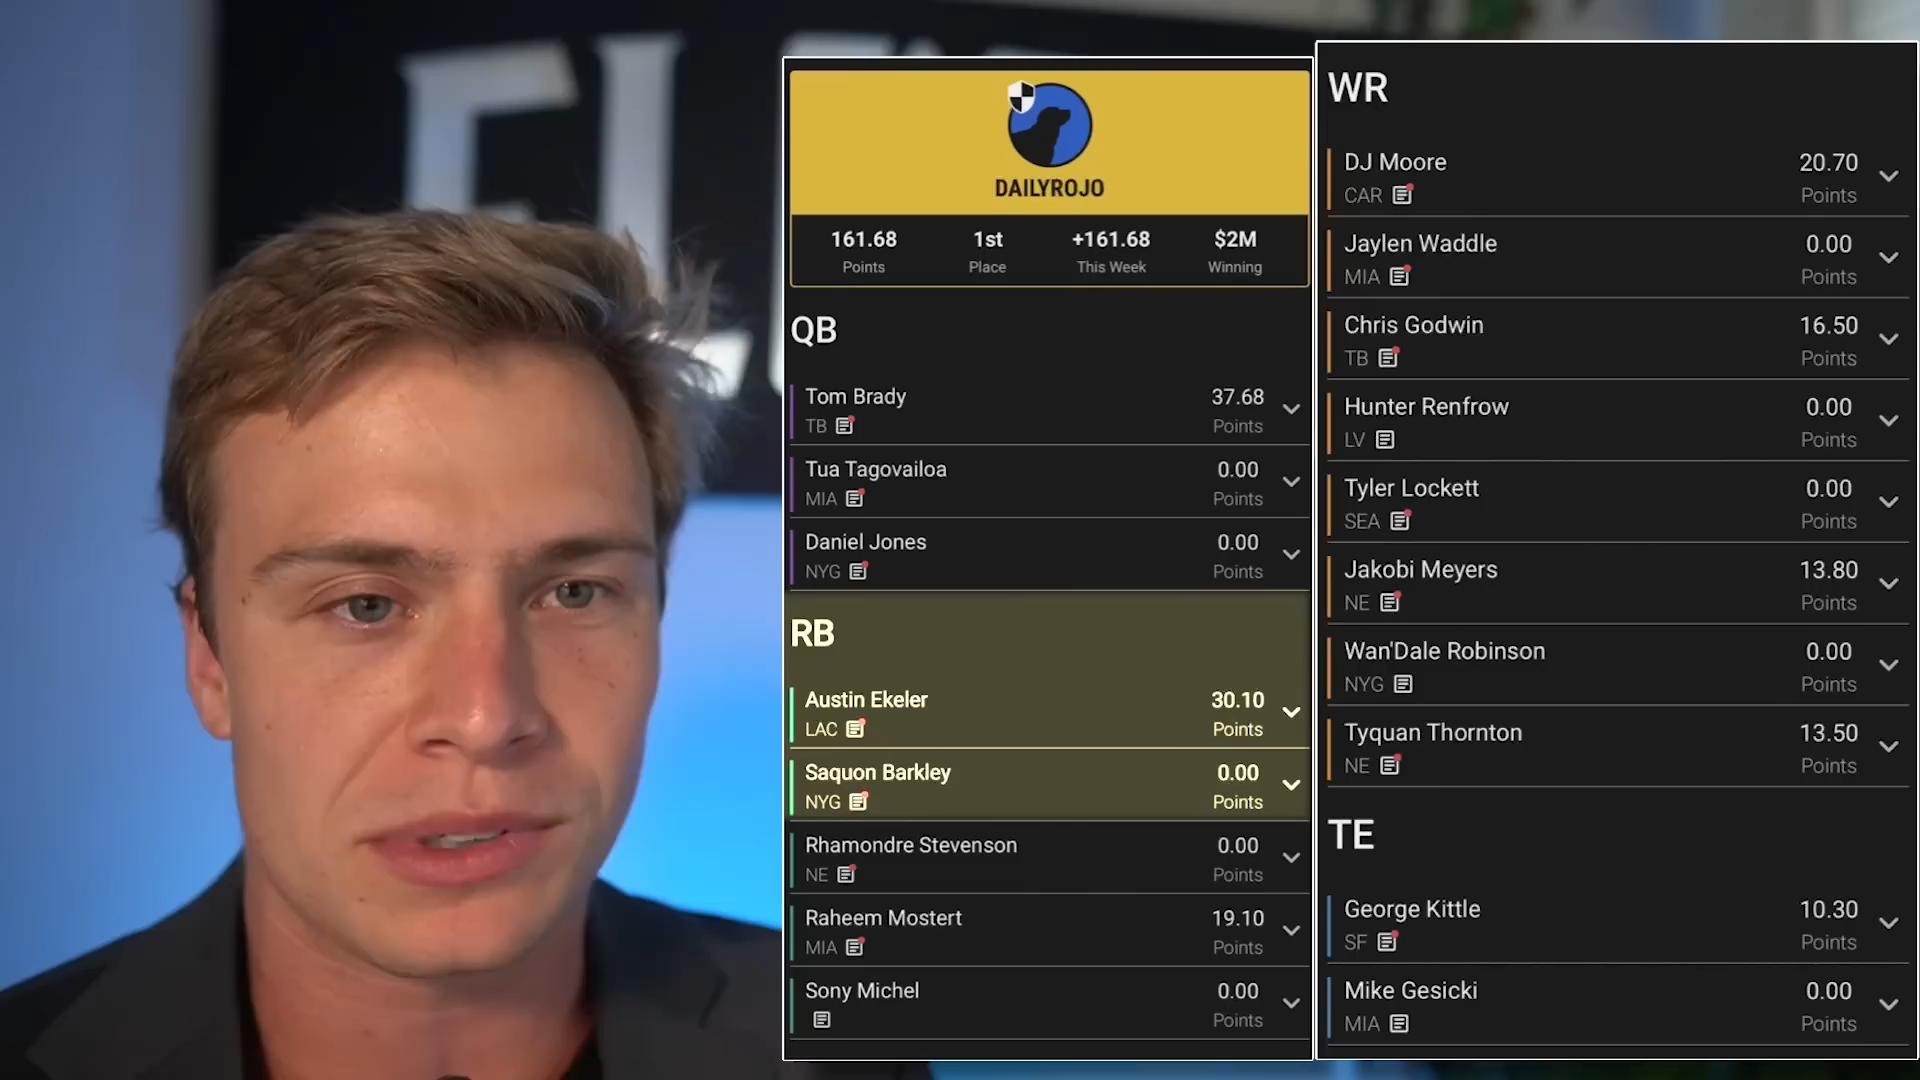 DAILYROJO
161.68 1st +161.68 $2M
Points Place This Week Winning
QB
Tom Brady 37.68
TB Points
Tua Tagovailoa 0.00
MIA Points
Daniel Jones 0.00
NYG Points
RB
Austin Ekeler 30.10
LAC Points
Saquon Barkley 0.00
NYG Points
Rhamondre Stevenson 0.00
NE Points
Raheem Mostert 19.10
MIA Points
Sony Michel 0.00
Points
WR
DJ Moore 20.70
CAR Points
Jaylen Waddle 0.00
MIA Points
Chris Godwin 16.50
TB Points
Hunter Renfrow 0.00
LV Points
Tyler Lockett 0.00
SEA Points
Jakobi Meyers 13.80
NE Points
Wan'Dale Robinson 0.00
NYG Points
Tyquan Thornton 13.50
NE Points
TE
George Kittle 10.30
SF Points
Mike Gesicki 0.00
MIA Points